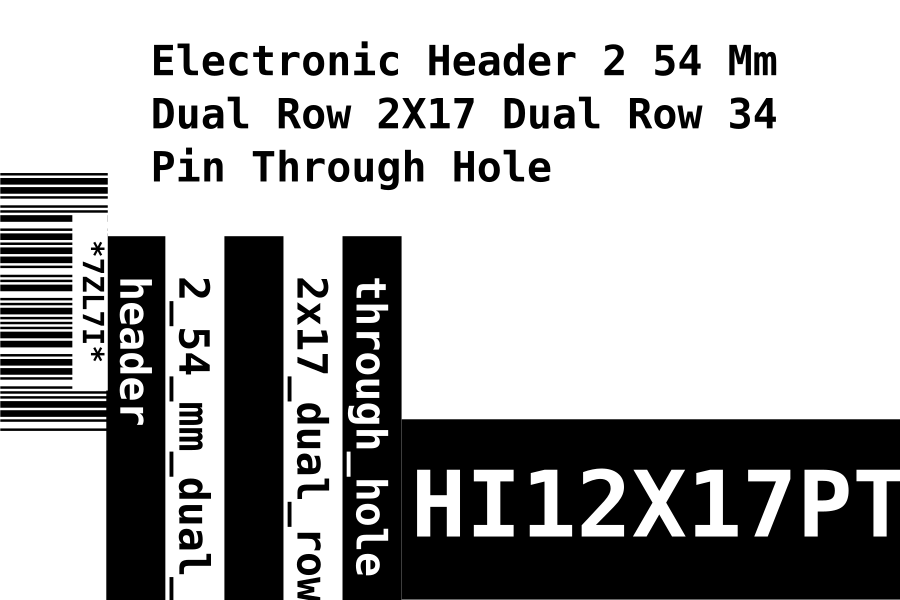 Electronic Header 2 54 Mm
Dual Row 2X17 Dual Row 34
Pin Through Hole
*7ZL7I*
header
2_54_mm_dual_
2x17_dual_row
through_hole
HI12X17PT